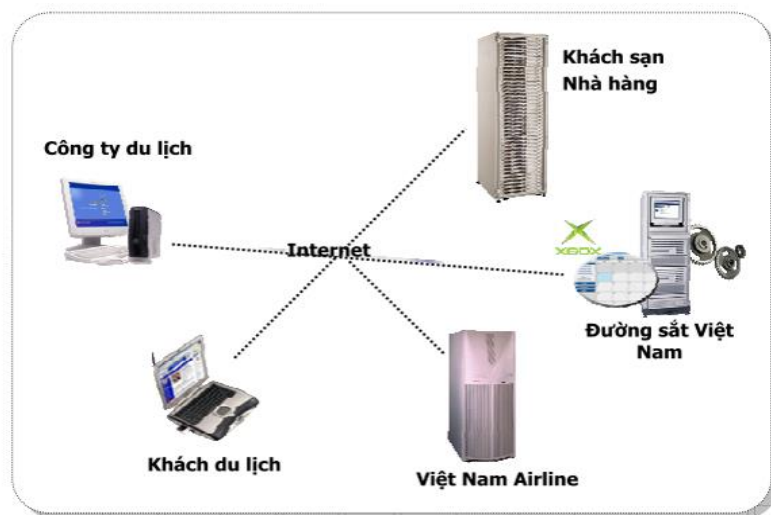 Khách sạn
Nhà hàng
Công ty du lịch
Internet
XBOX
Đường sắt Việt
Nam
Khách du lịch
Việt Nam Airline